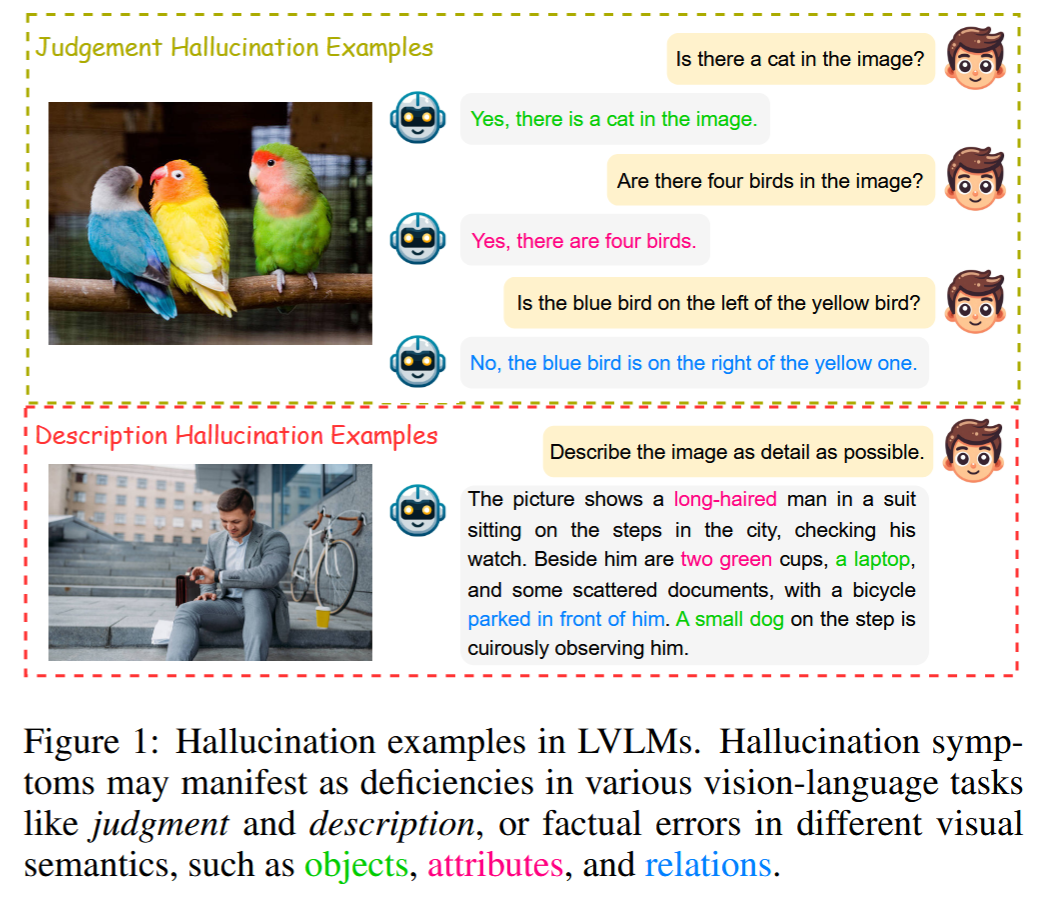 Judgement Hallucination Examples
Is there a cat in the image?
Yes, there is a cat in the image.
Are there four birds in the image?
Yes, there are four birds.
Is the blue bird on the left of the yellow bird?
No, the blue bird is on the right of the yellow one.
Description Hallucination Examples
Describe the image as detail as possible.
The picture shows a long-haired man in a suit
sitting on the steps in the city, checking his
watch. Beside him are two green cups, a laptop,
and some scattered documents, with a bicycle
parked in front of him. A small dog on the step is
cuirously observing him.
Figure 1: Hallucination examples in LVLMs. Hallucination symp-
toms may manifest as deficiencies in various vision-language tasks
like judgment and description, or factual errors in different visual
semantics, such as objects, attributes, and relations.